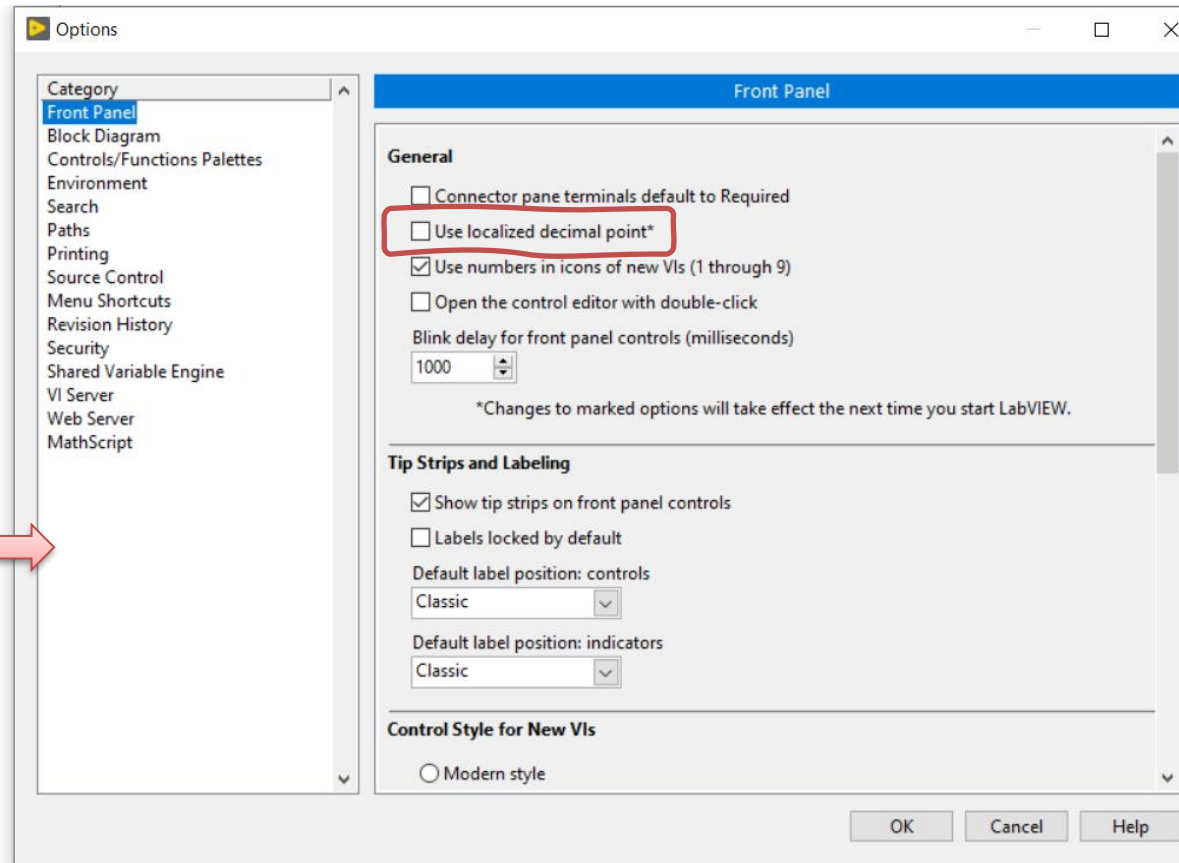 Options
Category
Front Panel
Block Diagram
Controls/Functions Palettes
Environment
Search
Paths
Printing
Source Control
Menu Shortcuts
Revision History
Security
Shared Variable Engine
VI Server
Web Server
MathScript
Front Panel
General
Connector pane terminals default to Required
Use localized decimal point*
Use numbers in icons of new VIs (1 through 9)
Open the control editor with double-click
Blink delay for front panel controls (milliseconds)
1000
*Changes to marked options will take effect the next time you start LabVIEW.
Tip Strips and Labeling
Show tip strips on front panel controls
Labels locked by default
Default label position: controls
Classic
Default label position: indicators
Classic
Control Style for New VIs
Modern style
OK Cancel Help